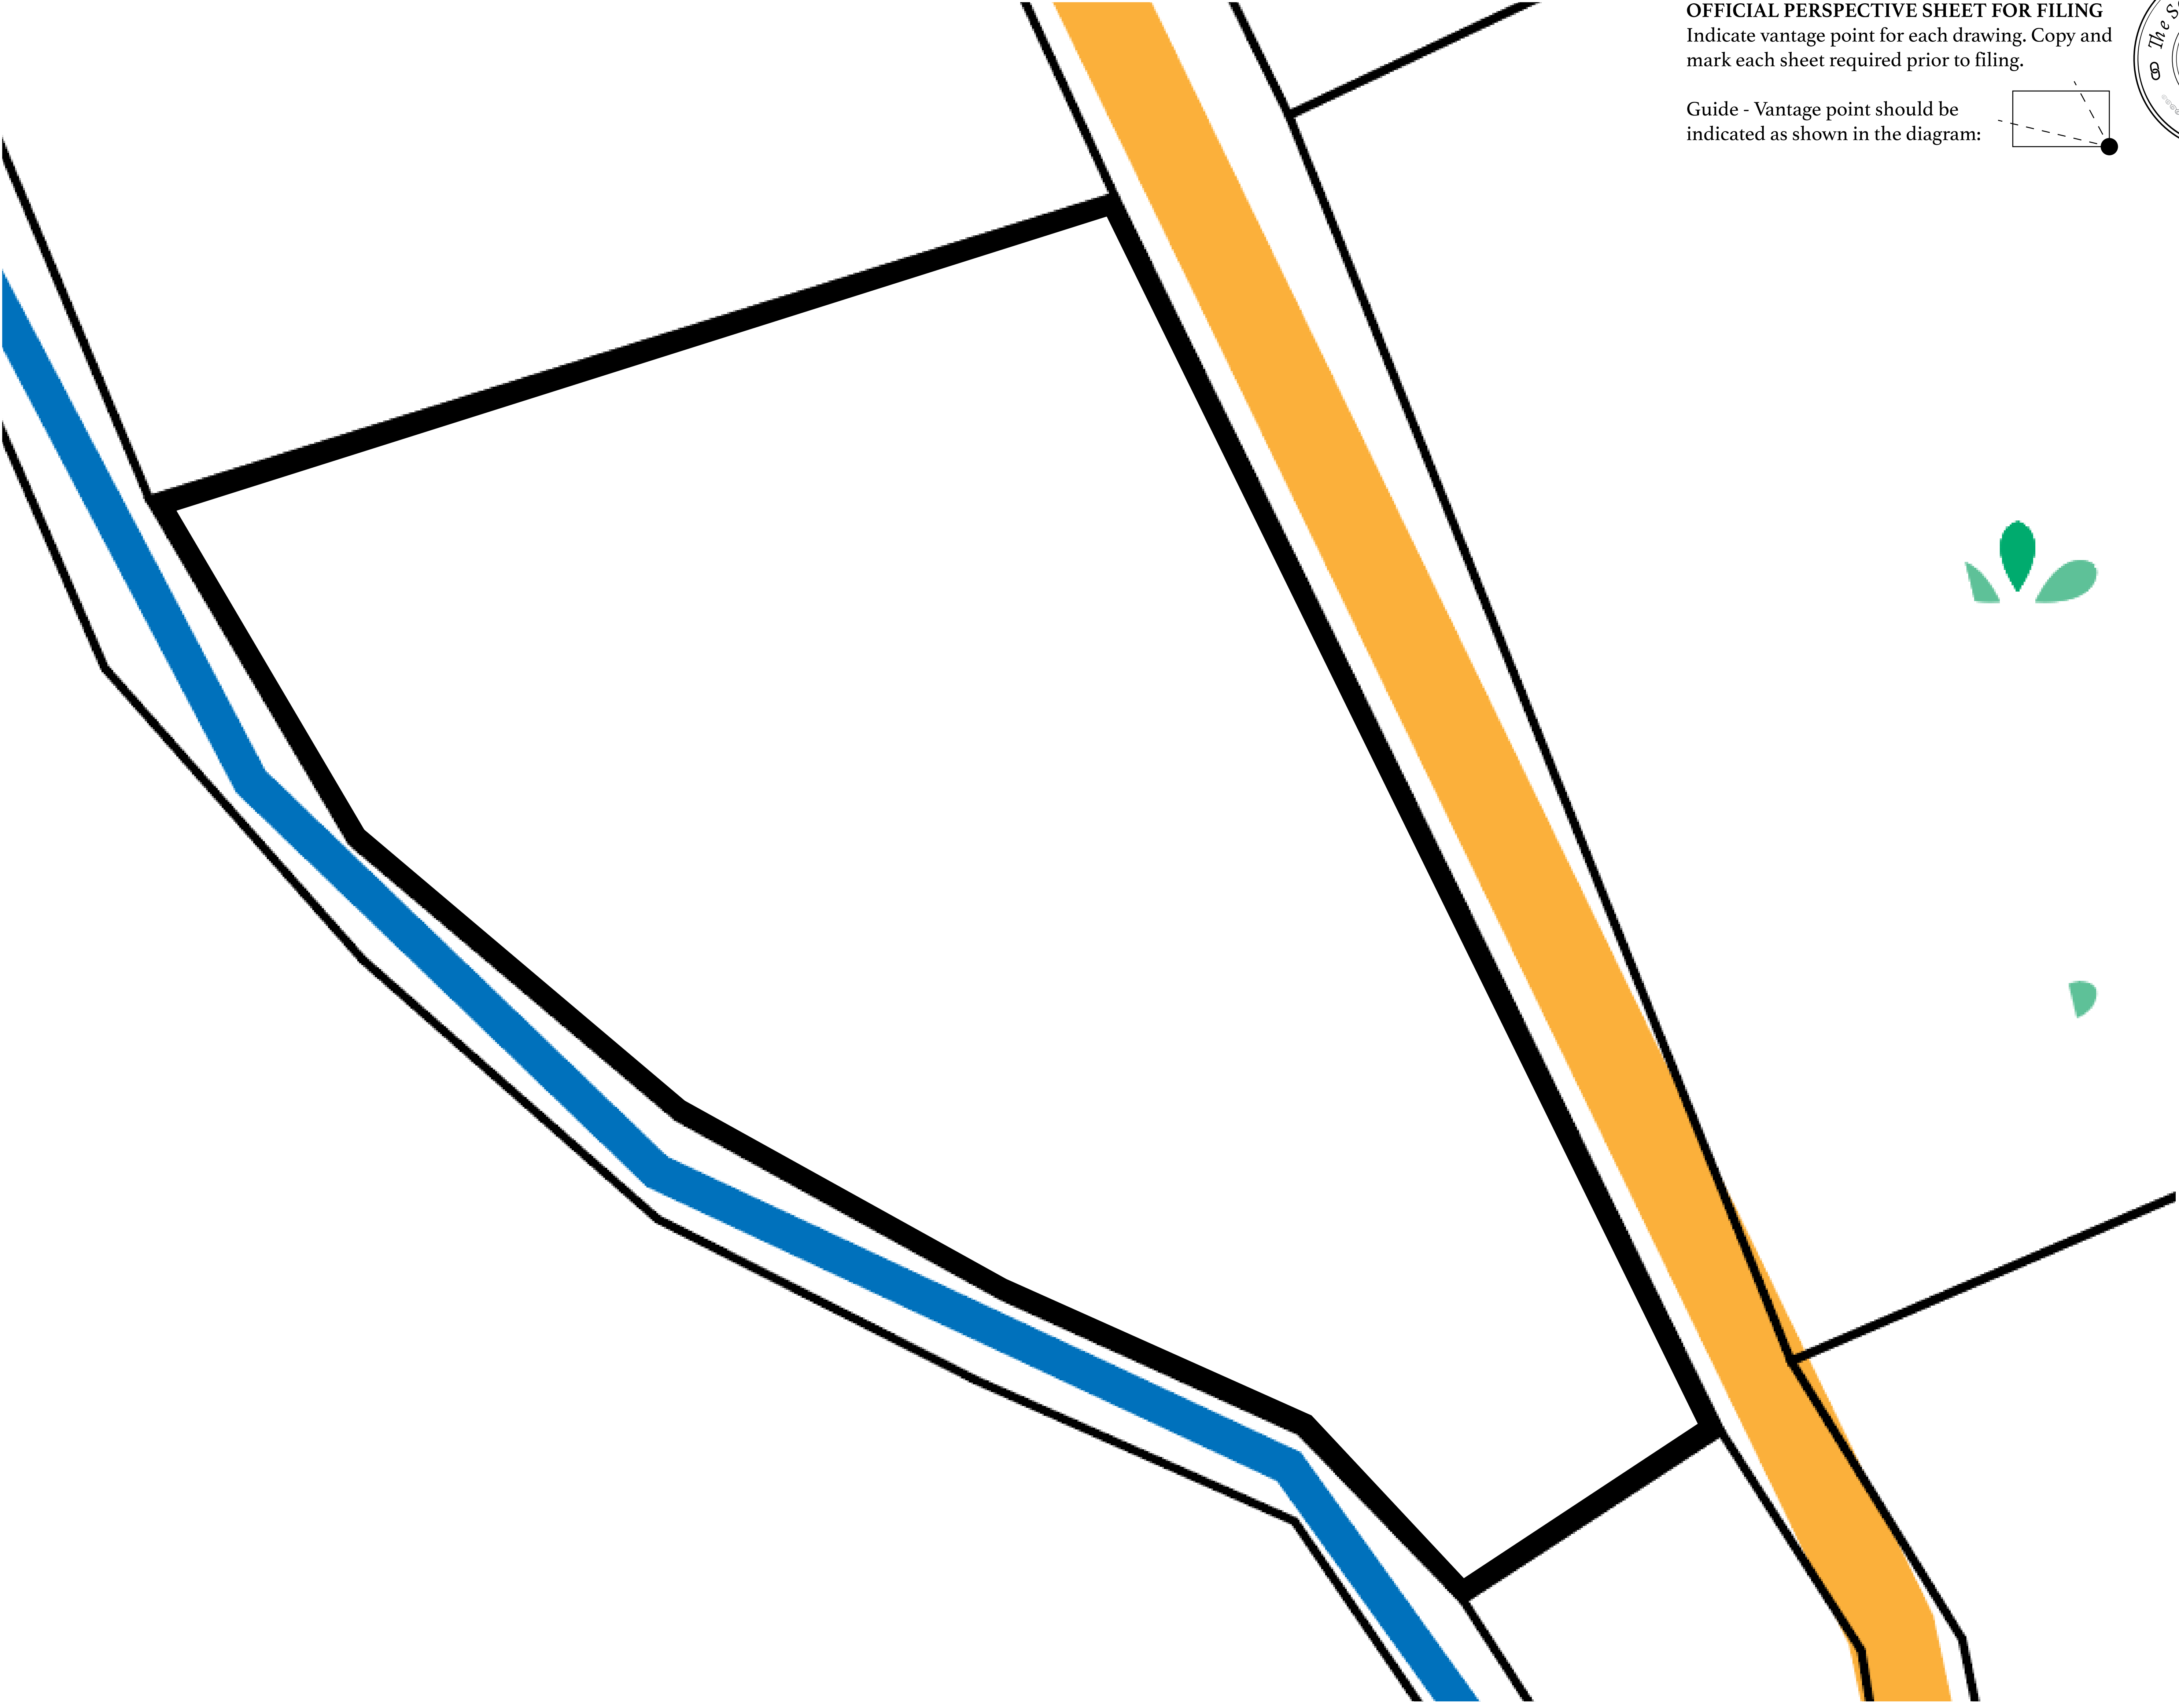 OFFICIAL PERSPECTIVE SHEET FOR FILING
Indicate vantage point for each drawing. Copy and
mark each sheet required prior to filing.
Guide - Vantage point should be
indicated as shown in the diagram:
The